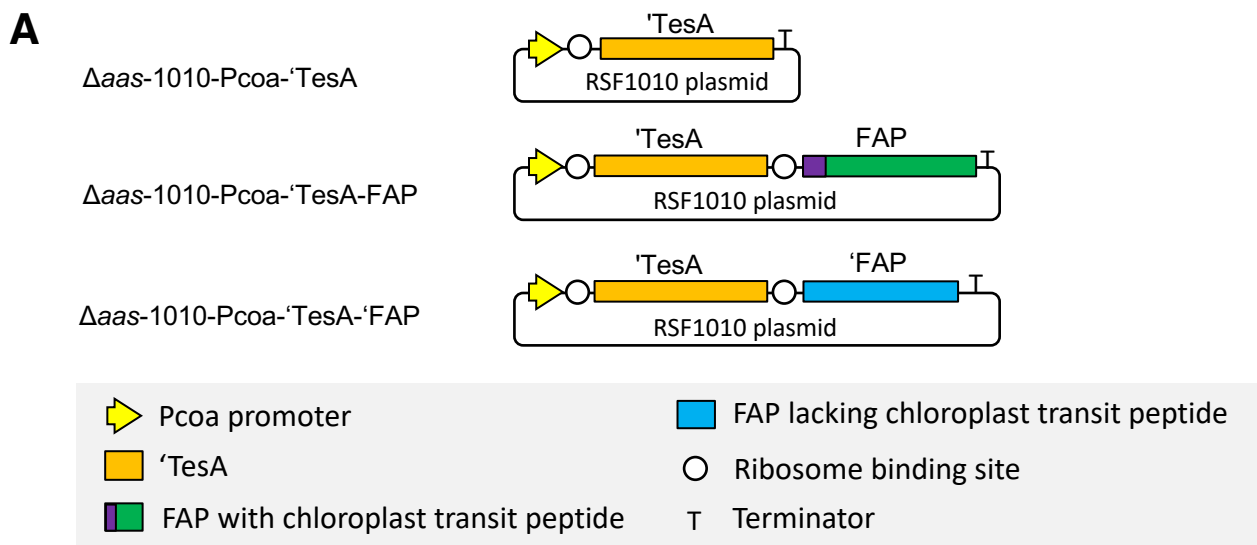 A
'TesA
T
Δaas-1010-Pcoa-‘TesA
RSF1010 plasmid
'TesA
FAP
T
Δaas-1010-Pcoa-‘TesA-FAP
RSF1010 plasmid
'TesA
‘FAP
T
Δaas-1010-Pcoa-‘TesA-‘FAP
RSF1010 plasmid
Pcoa promoter
FAP lacking chloroplast transit peptide
‘TesA
Ribosome binding site
FAP with chloroplast transit peptide
T Terminator